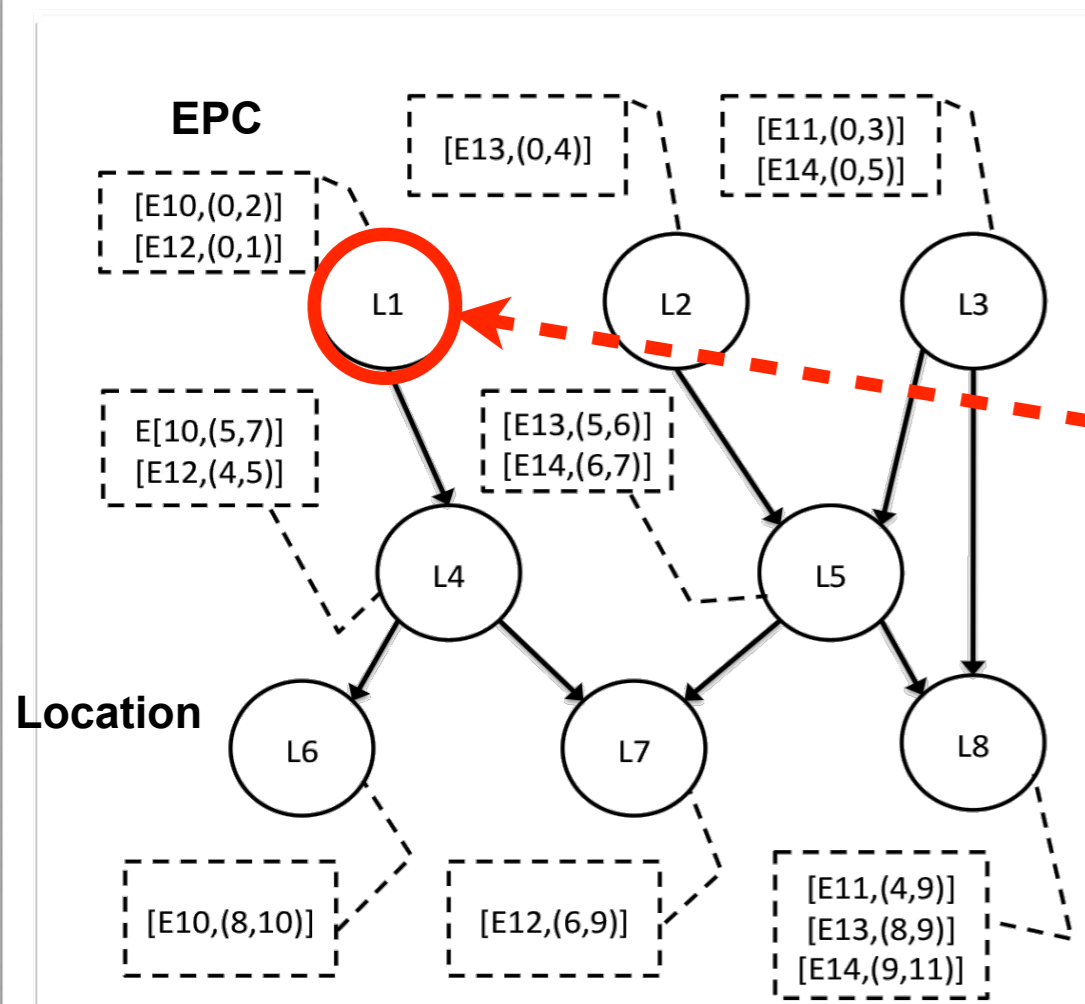 EPC
[E13,(0,4)]
[E11,(0,3)]
[E14,(0,5)]
[E10,(0,2)]
[E12,(0,1)]
L1
L2
L3
E[10,(5,7)]
[E12,(4,5)]
[E13,(5,6)]
[E14,(6,7)]
L4
L5
Location
L6
L7
L8
[E10,(8,10)]
[E12,(6,9)]
[E11,(4,9)]
[E13,(8,9)]
[E14,(9,11)]